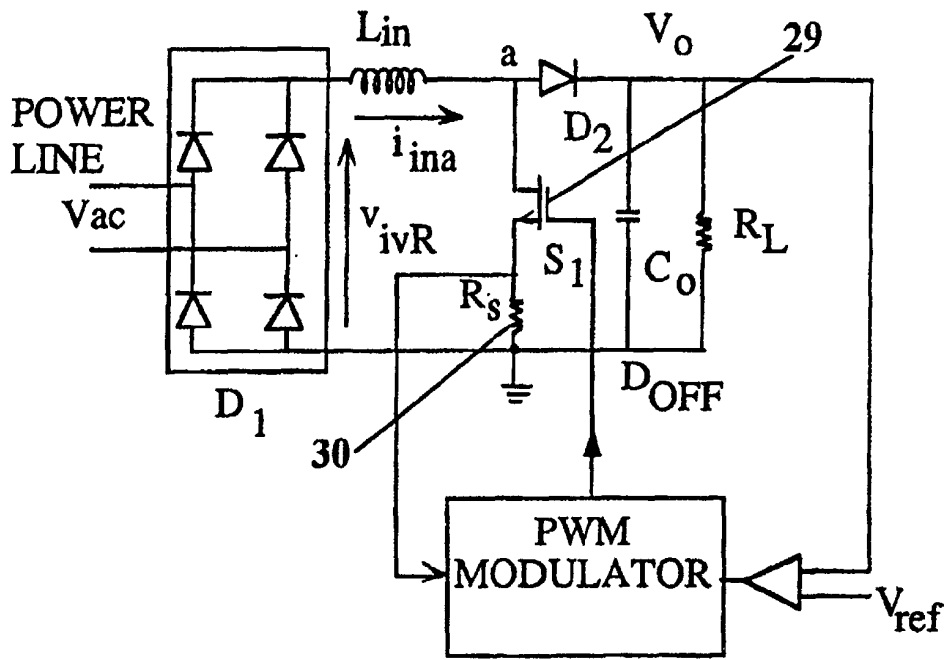 Lin
a
Vo
29
POWER
LINE
Vac
iina
D2
vivR
S1
Co
RL
Rs
D1
DOFF
30
PWM
MODULATOR
Vref